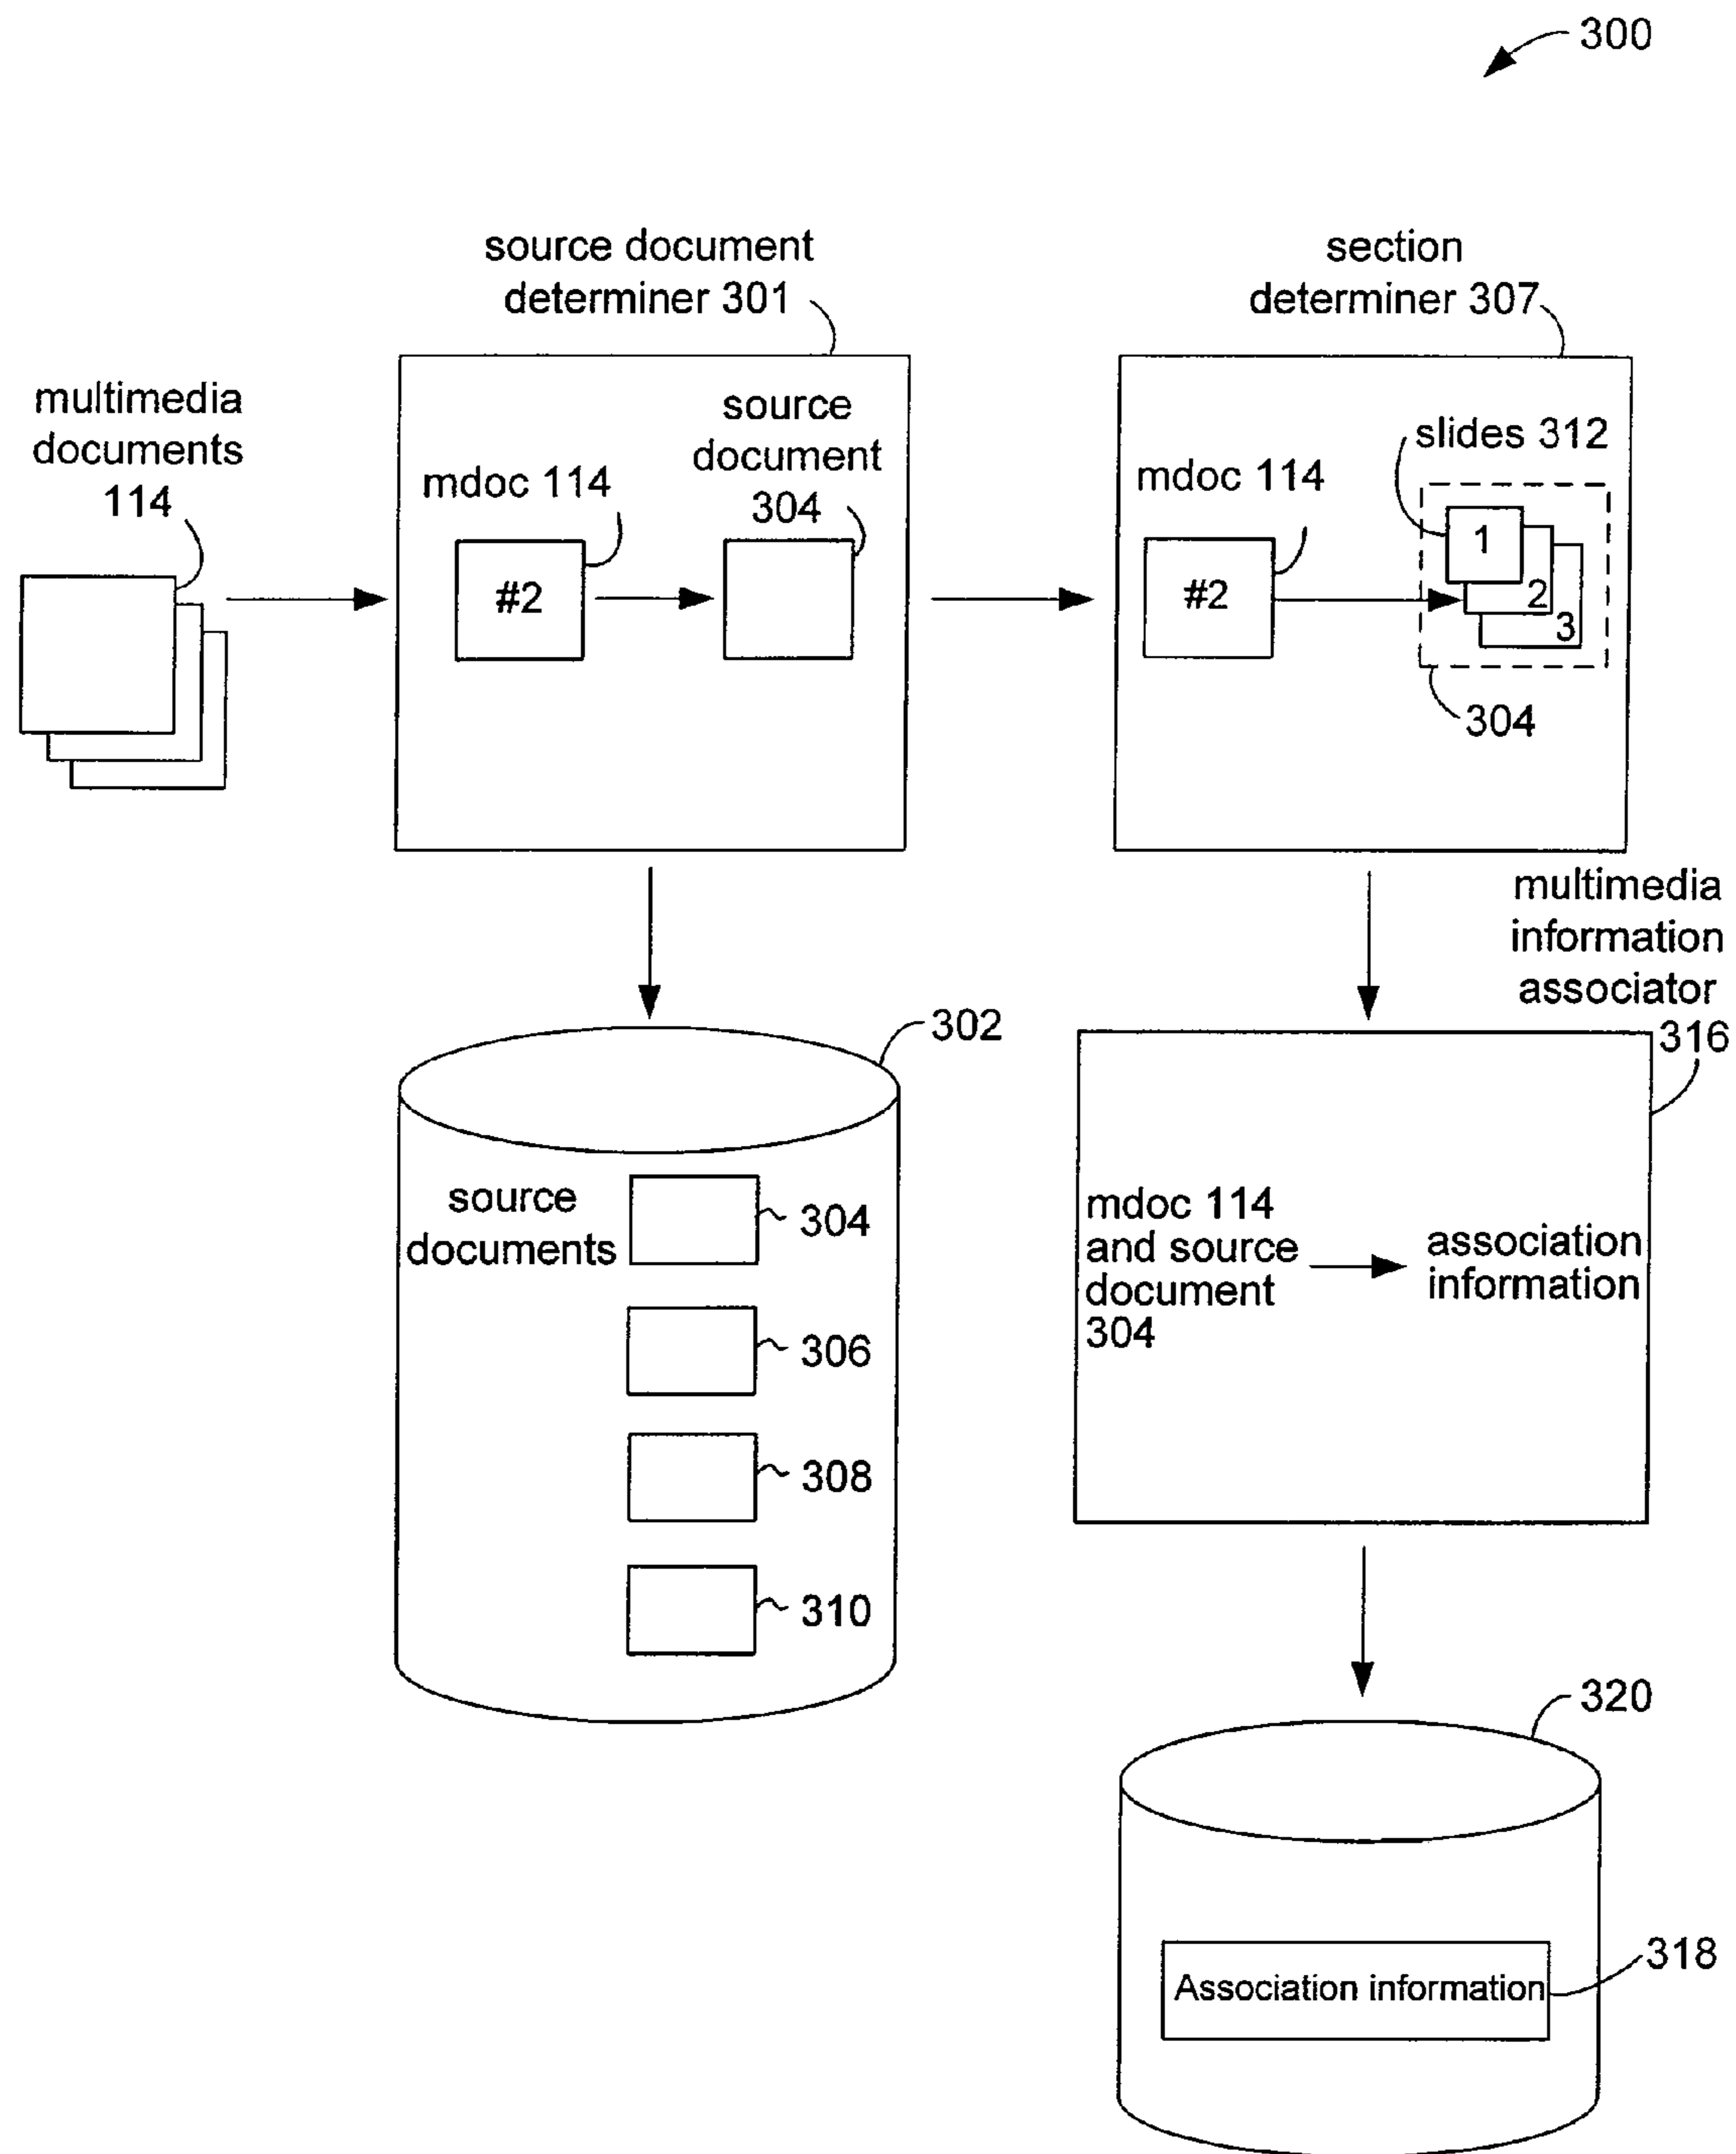 300
source document
determiner 301
section
determiner 307
multimedia
documents
114
mdoc 114
source
document
304
#2
mdoc 114
slides 312
#2
1
2
3
304
multimedia
information
associator
316
302
source
documents
304
306
308
310
mdoc 114
and source
document
304
association
information
320
Association information
318